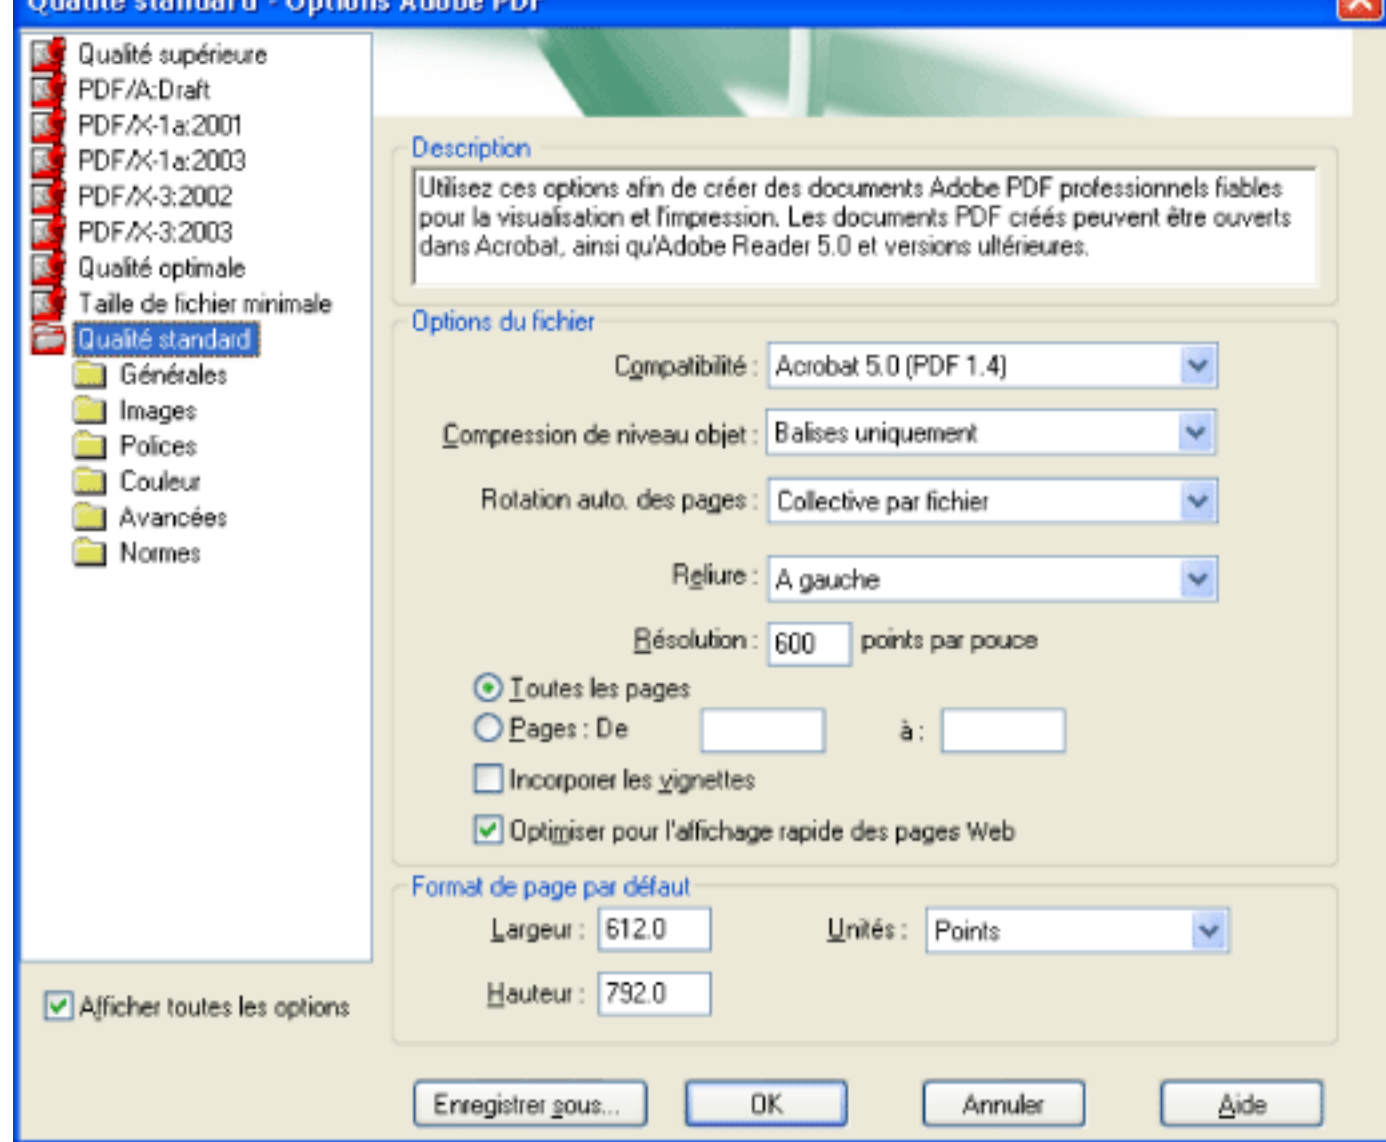 Qualité standard - Options Adobe PDF
Qualité supérieure
PDF/A:Draft
PDF/X-1a:2001
PDF/X-1a:2003
PDF/X-3:2002
PDF/X-3:2003
Qualité optimale
Taille de fichier minimale
Qualité standard
Générales
Images
Polices
Couleur
Avancées
Normes
Afficher toutes les options
Description
Utilisez ces options afin de créer des documents Adobe PDF professionnels fiables
pour la visualisation et l'impression. Les documents PDF créés peuvent être ouverts
dans Acrobat, ainsi qu'Adobe Reader 5.0 et versions ultérieures.
Options du fichier
Compatibilité : Acrobat 5.0 (PDF 1.4)
Compression de niveau objet : Balises uniquement
Rotation auto. des pages : Collective par fichier
Reliure : A gauche
Résolution : 600 points par pouce
Toutes les pages
Pages : De à :
Incorporer les vignettes
Optimiser pour l'affichage rapide des pages Web
Format de page par défaut
Largeur : 612.0 Unités : Points
Hauteur : 792.0
Enregistrer sous... OK Annuler Aide